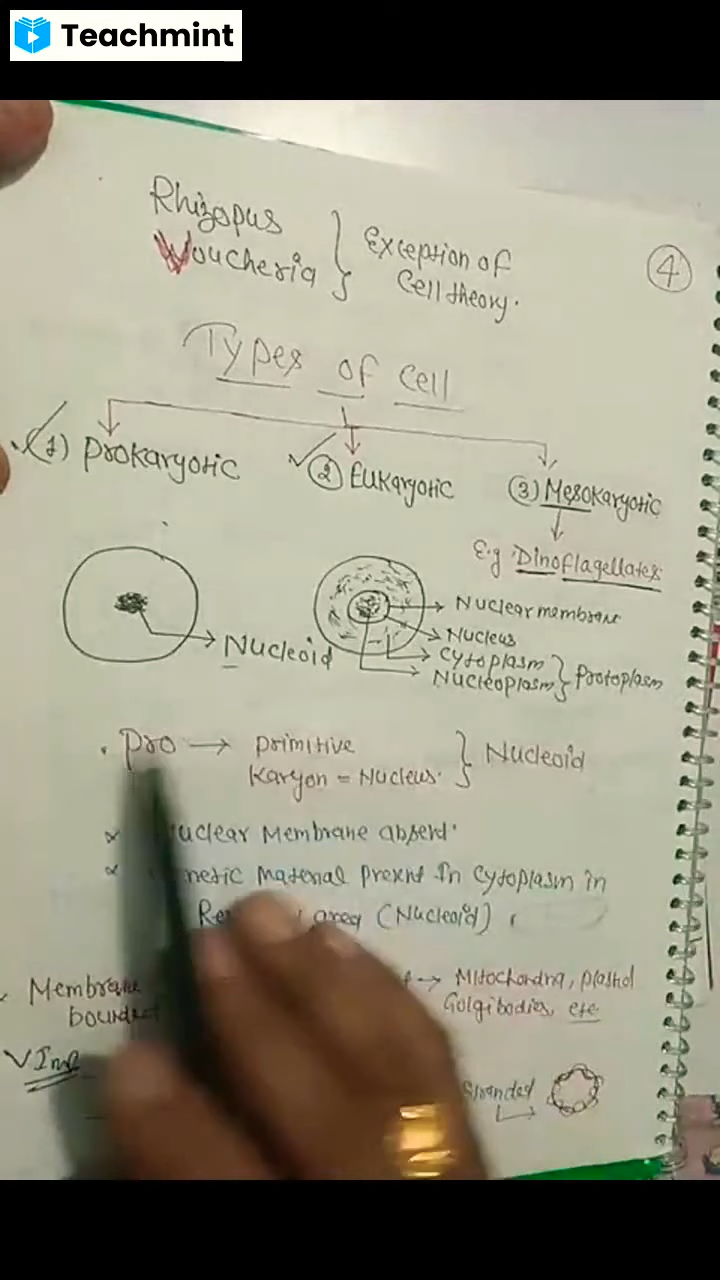 Teachmint
Rhizopus
Voucheria } Exception of
Cell theory.
4
Types of cell
(1) Prokaryotic
(2) Eukaryotic
(3) Mesokaryotic
E.g Dinoflagellates
Nucleoid
Nuclear membrane
Nucleus
Cytoplasm
Nucleoplasm } Protoplasm
Pro → Primitive
Karyon = Nucleus. } Nucleoid
Nuclear Membrane absent.
Material Present in Cytoplasm in
area (Nucleoid)
Membrane → Mitochondria, Plastid
Golgibodies, etc
Stranded